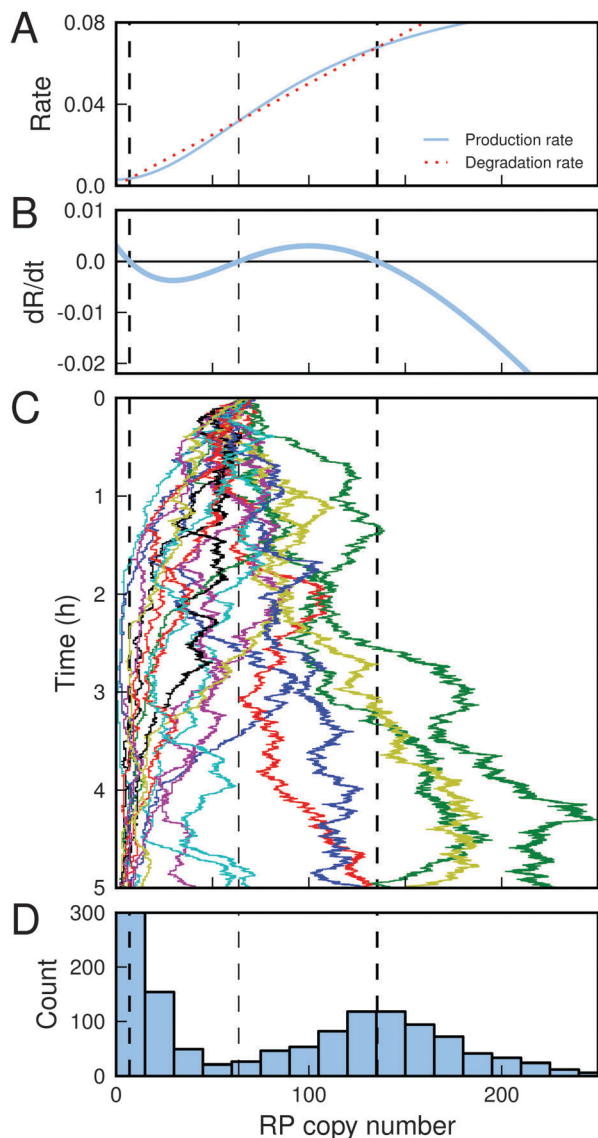 A
0.08
0.04
0.0
Rate
Production rate
Degradation rate
B
0.01
0.0
-0.01
-0.02
dR/dt
C
0
1
2
3
4
5
Time (h)
D
300
200
100
0
Count
0
100
200
RP copy number